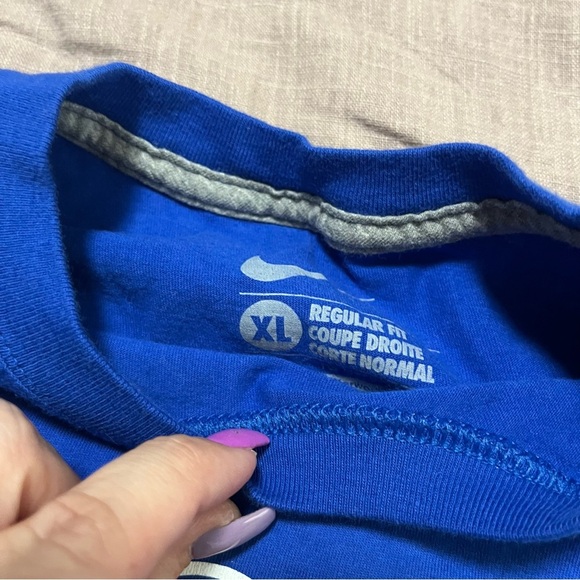 XL
REGULAR FIT
COUPE DROITE
CORTE NORMAL